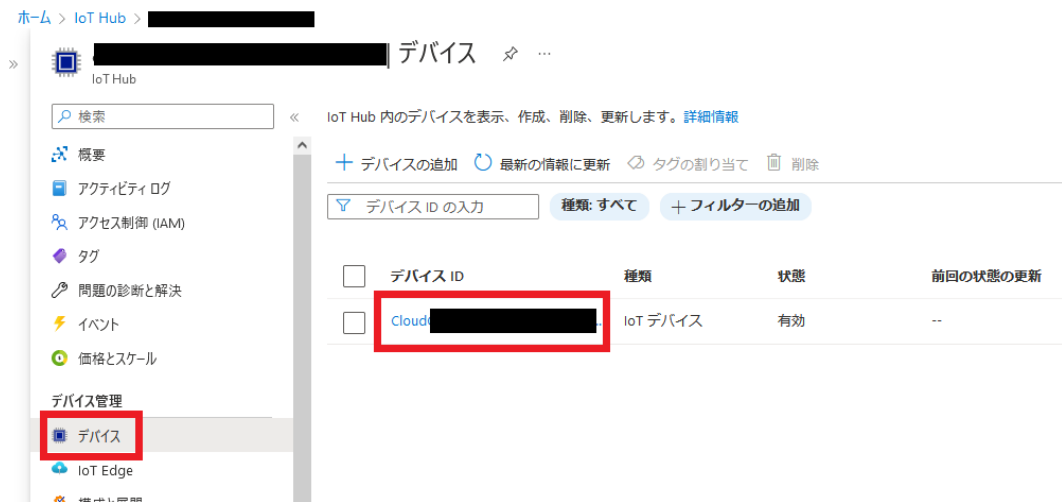 ホーム > IoT Hub >
| デバイス ...
IoT Hub
検索
IoT Hub 内のデバイスを表示、作成、削除、更新します。詳細情報
概要
アクティビティ ログ
アクセス制御 (IAM)
タグ
問題の診断と解決
イベント
価格とスケール
デバイス管理
デバイス
IoT Edge
構成と展開
+ デバイスの追加 最新の情報に更新 タグの割り当て 削除
デバイス ID の入力 種類: すべて + フィルターの追加
デバイス ID 種類 状態 前回の状態の更新
Cloud IoT デバイス 有効 --